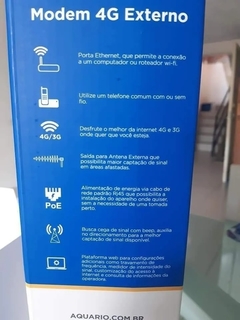 Modem 4G Externo
Porta Ethernet, que permite a conexão
a um computador ou roteador wi-fi.
Utilize um telefone comum com ou sem
fio.
4G/3G
Desfrute o melhor da internet 4G e 3G
onde quer que você esteja.
Saída para Antena Externa que
possibilita maior captação de sinal
em áreas afastadas.
PoE
Alimentação de energia via cabo de
rede padrão Rj45 que possibilita a
instalação do aparelho onde quiser,
sem a necessidade de uma tomada
perto.
Busca cega de sinal com beep, auxilia
no direcionamento para a melhor
captação de sinal disponível.
Plataforma web para configurações
adicionais como travamento de
frequência, medidor de intensidade do
sinal, customização do acesso à
internet e consulta de informações da
operadora.
AQUARIO.COM.BR